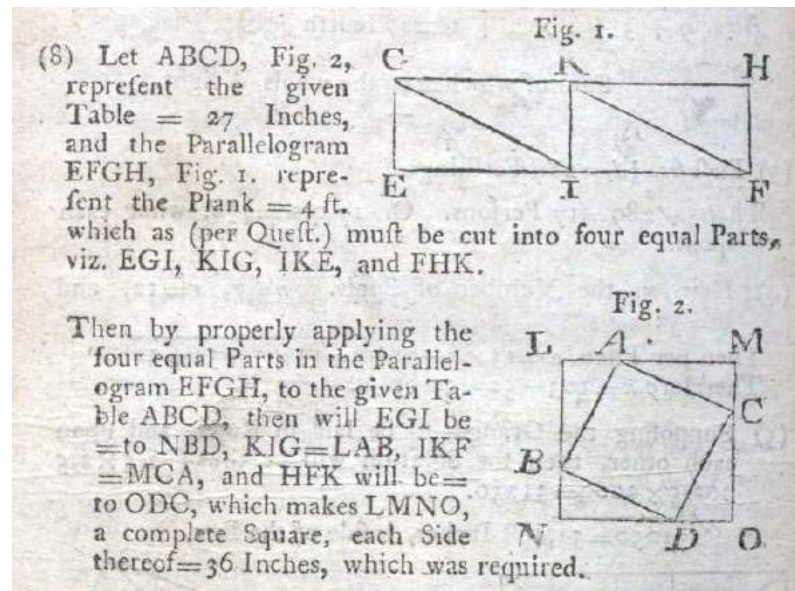 Fig. 1.
(8) Let ABCD, Fig. 2,
repreſent the given
Table = 27 Inches,
and the Parallelogram
EFGH, Fig. 1. repre-
ſent the Plank = 4 ft.
G K H
E I F
which as (per Queſt.) muſt be cut into four equal Parts,
viz. EGI, KIG, IKE, and FHK.
Fig. 2.
Then by properly applying the
four equal Parts in the Parallel-
ogram EFGH, to the given Ta-
ble ABCD, then will EGI be
=to NBD, KIG=LAB, IKF
=MCA, and HFK will be=
to ODC, which makes LMNO,
a complete Square, each Side
thereof=36 Inches, which was required.
L A M
C
B
N D O